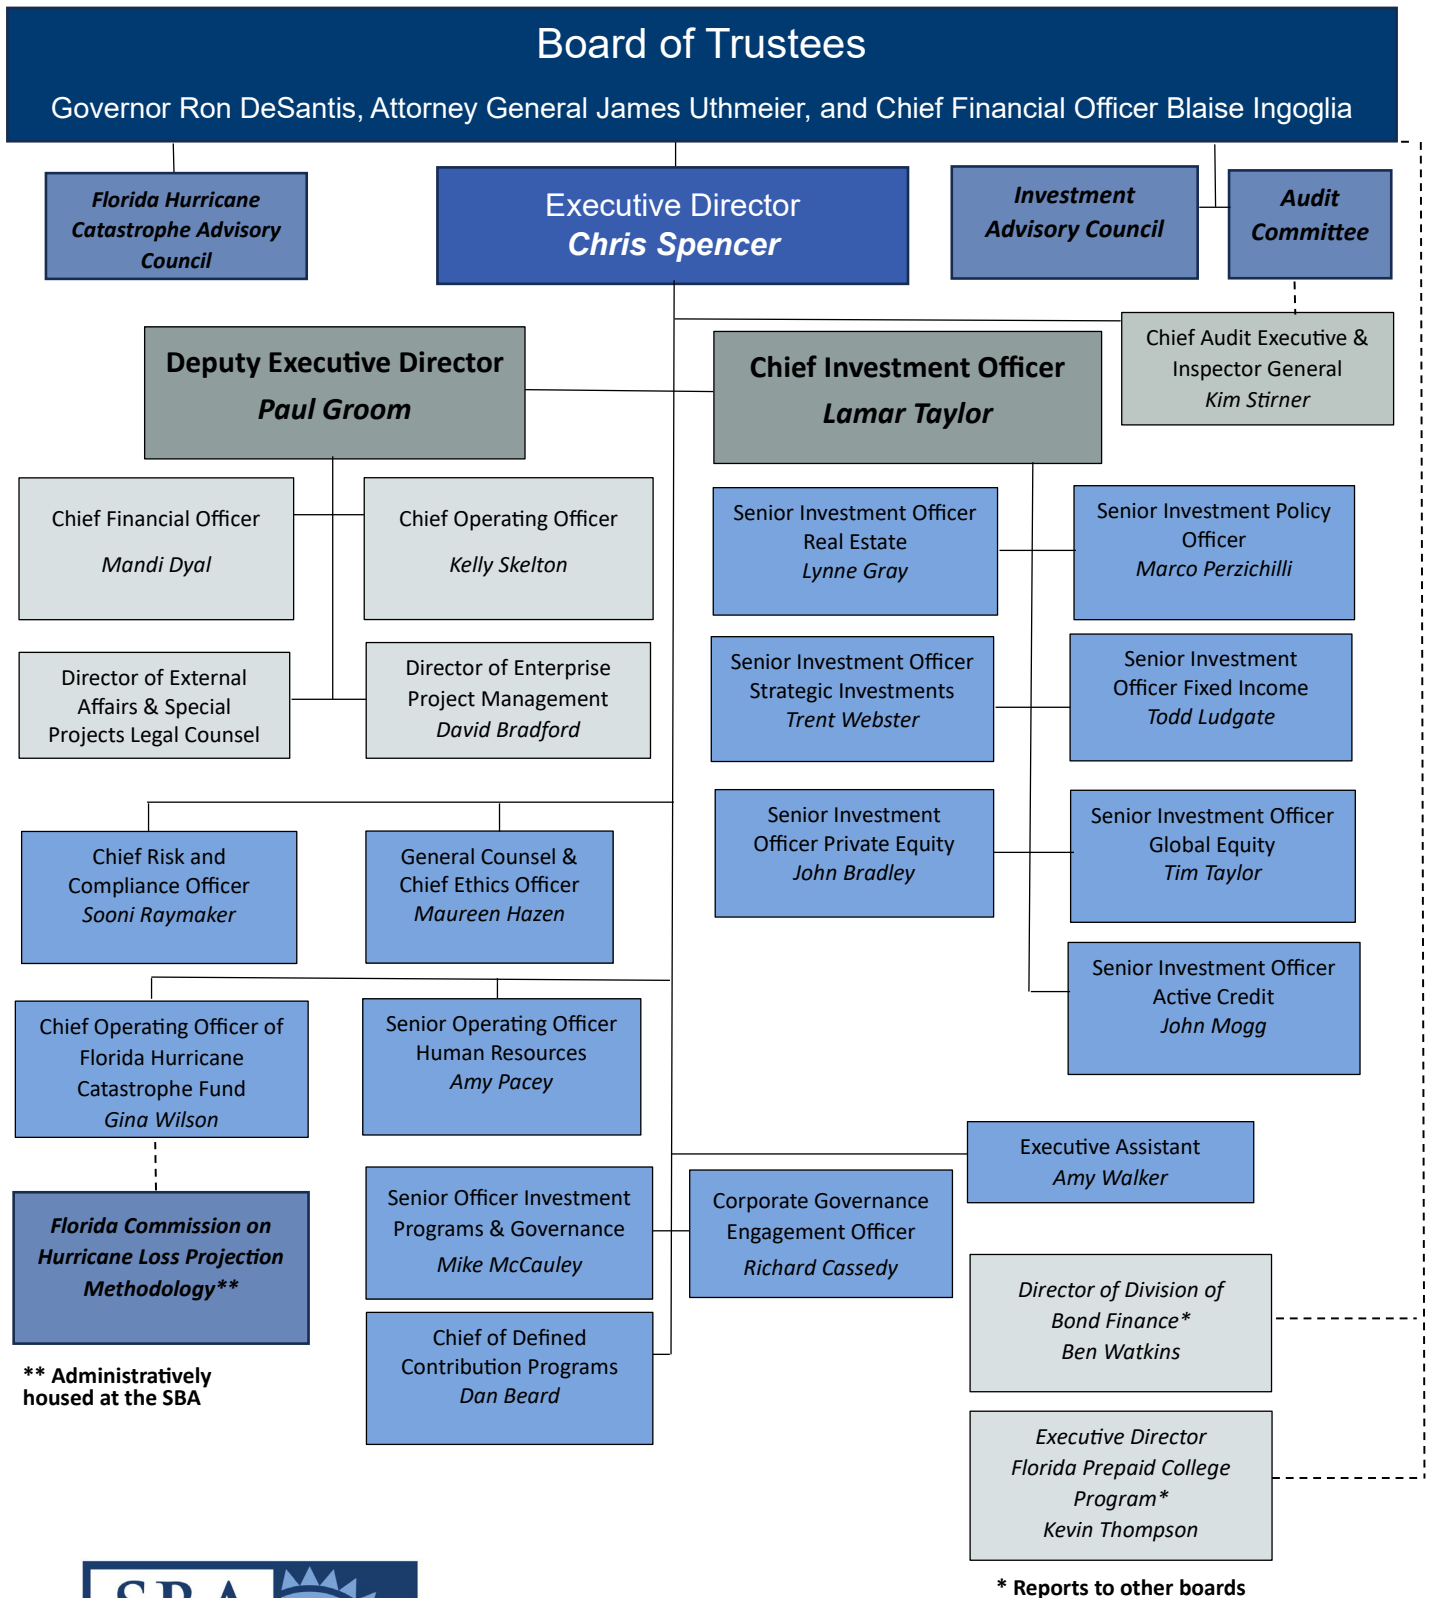 Board of Trustees
Governor Ron DeSantis, Attorney General James Uthmeier, and Chief Financial Officer Blaise Ingoglia
Florida Hurricane
Catastrophe Advisory
Council
Executive Director
Chris Spencer
Investment
Advisory Council
Audit
Committee
Chief Audit Executive &
Inspector General
Kim Stirner
Deputy Executive Director
Paul Groom
Chief Investment Officer
Lamar Taylor
Chief Financial Officer
Mandi Dyal
Chief Operating Officer
Kelly Skelton
Senior Investment Officer
Real Estate
Lynne Gray
Senior Investment Policy
Officer
Marco Perzichilli
Director of External
Affairs & Special
Projects Legal Counsel
Director of Enterprise
Project Management
David Bradford
Senior Investment Officer
Strategic Investments
Trent Webster
Senior Investment
Officer Fixed Income
Todd Ludgate
Senior Investment
Officer Private Equity
John Bradley
Senior Investment Officer
Global Equity
Tim Taylor
Chief Risk and
Compliance Officer
Sooni Raymaker
General Counsel &
Chief Ethics Officer
Maureen Hazen
Senior Investment Officer
Active Credit
John Mogg
Chief Operating Officer of
Florida Hurricane
Catastrophe Fund
Gina Wilson
Senior Operating Officer
Human Resources
Amy Pacey
Executive Assistant
Amy Walker
Florida Commission on
Hurricane Loss Projection
Methodology**
Senior Officer Investment
Programs & Governance
Mike McCauley
Corporate Governance
Engagement Officer
Richard Cassedy
Director of Division of
Bond Finance*
Ben Watkins
** Administratively
housed at the SBA
Chief of Defined
Contribution Programs
Dan Beard
Executive Director
Florida Prepaid College
Program*
Kevin Thompson
* Reports to other boards
SBA